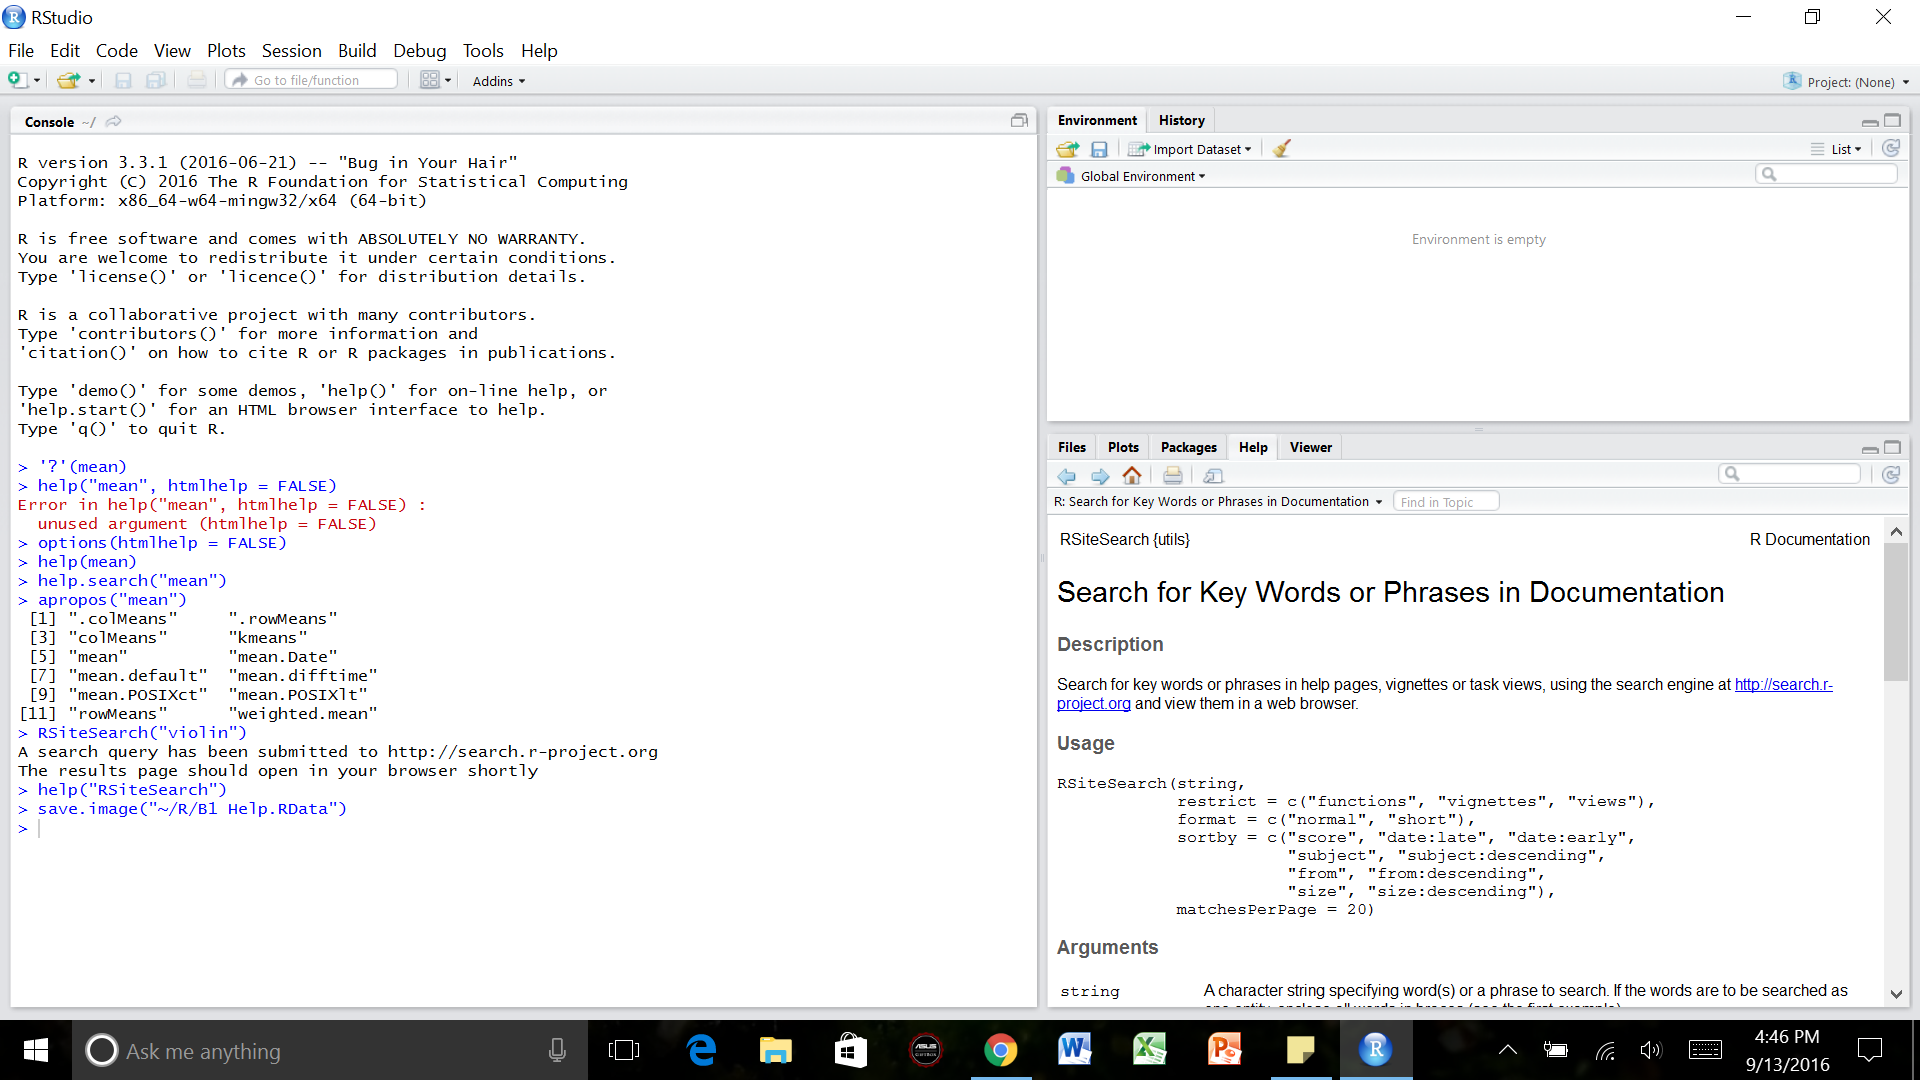 RStudio
File Edit Code View Plots Session Build Debug Tools Help
Go to file/function Addins Project: (None)
Console ~/
R version 3.3.1 (2016-06-21) -- "Bug in Your Hair"
Copyright (C) 2016 The R Foundation for Statistical Computing
Platform: x86_64-w64-mingw32/x64 (64-bit)
R is free software and comes with ABSOLUTELY NO WARRANTY.
You are welcome to redistribute it under certain conditions.
Type 'license()' or 'licence()' for distribution details.
R is a collaborative project with many contributors.
Type 'contributors()' for more information and
'citation()' on how to cite R or R packages in publications.
Type 'demo()' for some demos, 'help()' for on-line help, or
'help.start()' for an HTML browser interface to help.
Type 'q()' to quit R.
> '?'(mean)
> help("mean", htmlhelp = FALSE)
Error in help("mean", htmlhelp = FALSE) :
  unused argument (htmlhelp = FALSE)
> options(htmlhelp = FALSE)
> help(mean)
> help.search("mean")
> apropos("mean")
 [1] ".colMeans"     ".rowMeans"
 [3] "colMeans"      "kmeans"
 [5] "mean"          "mean.Date"
 [7] "mean.default"  "mean.difftime"
 [9] "mean.POSIXct"  "mean.POSIXlt"
[11] "rowMeans"      "weighted.mean"
> RSiteSearch("violin")
A search query has been submitted to http://search.r-project.org
The results page should open in your browser shortly
> help("RSiteSearch")
> save.image("~/R/B1 Help.RData")
>
Environment History
Import Dataset List
Global Environment
Environment is empty
Files Plots Packages Help Viewer
R: Search for Key Words or Phrases in Documentation Find in Topic
RSiteSearch {utils} R Documentation
Search for Key Words or Phrases in Documentation
Description
Search for key words or phrases in help pages, vignettes or task views, using the search engine at http://search.r-
project.org and view them in a web browser.
Usage
RSiteSearch(string,
            restrict = c("functions", "vignettes", "views"),
            format = c("normal", "short"),
            sortby = c("score", "date:late", "date:early",
                       "subject", "subject:descending",
                       "from", "from:descending",
                       "size", "size:descending"),
            matchesPerPage = 20)
Arguments
string A character string specifying word(s) or a phrase to search. If the words are to be searched as
Ask me anything
ASUS
4:46 PM
9/13/2016